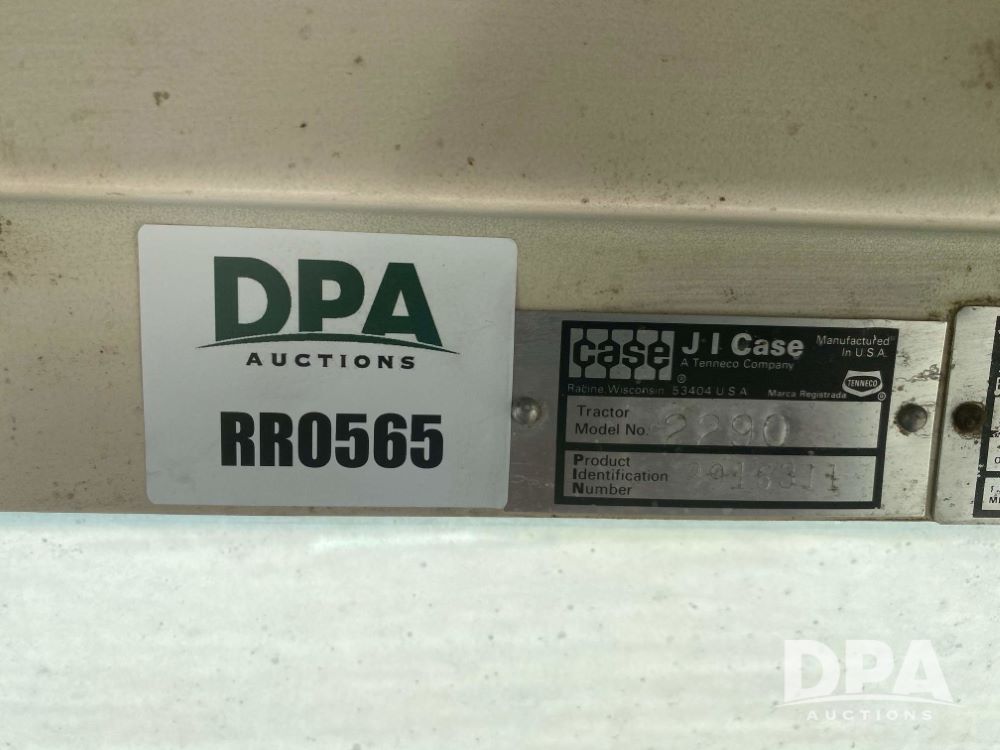 DPA
AUCTIONS
RR0565
case
J I Case
A Tenneco Company
Manufactured
In U.S.A.
®
Racine, Wisconsin 53404 U S A
Marca Registrada
TENNECO
®
Tractor
Model No. 2290
Product
Identification
Number
DPA
AUCTIONS